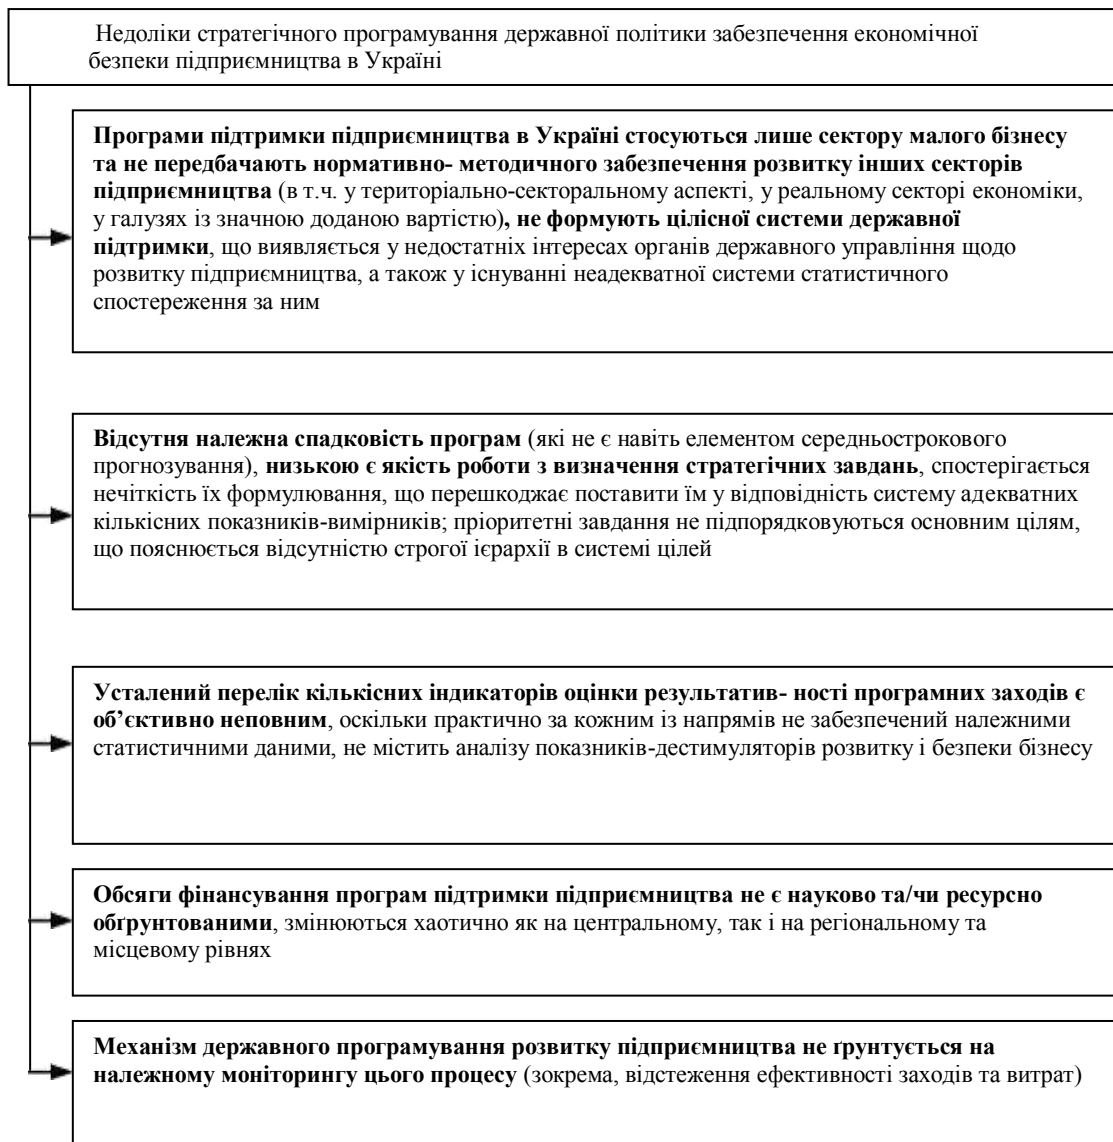 Недоліки стратегічного програмування державної політики забезпечення економічної
безпеки підприємництва в Україні
Програми підтримки підприємництва в Україні стосуються лише сектору малого бізнесу
та не передбачають нормативно- методичного забезпечення розвитку інших секторів
підприємництва (в т.ч. у територіально-секторальному аспекті, у реальному секторі економіки,
у галузях із значною доданою вартістю), не формують цілісної системи державної
підтримки, що виявляється у недостатніх інтересах органів державного управління щодо
розвитку підприємництва, а також у існуванні неадекватної системи статистичного
спостереження за ним
Відсутня належна спадковість програм (які не є навіть елементом середньострокового
прогнозування), низькою є якість роботи з визначення стратегічних завдань, спостерігається
нечіткість їх формулювання, що перешкоджає поставити їм у відповідність систему адекватних
кількісних показників-вимірників; пріоритетні завдання не підпорядковуються основним цілям,
що пояснюється відсутністю строгої ієрархії в системі цілей
Усталений перелік кількісних індикаторів оцінки результатив- ності програмних заходів є
об’єктивно неповним, оскільки практично за кожним із напрямів не забезпечений належними
статистичними даними, не містить аналізу показників-дестимуляторів розвитку і безпеки бізнесу
Обсяги фінансування програм підтримки підприємництва не є науково та/чи ресурсно
обґрунтованими, змінюються хаотично як на центральному, так і на регіональному та
місцевому рівнях
Механізм державного програмування розвитку підприємництва не ґрунтується на
належному моніторингу цього процесу (зокрема, відстеження ефективності заходів та витрат)